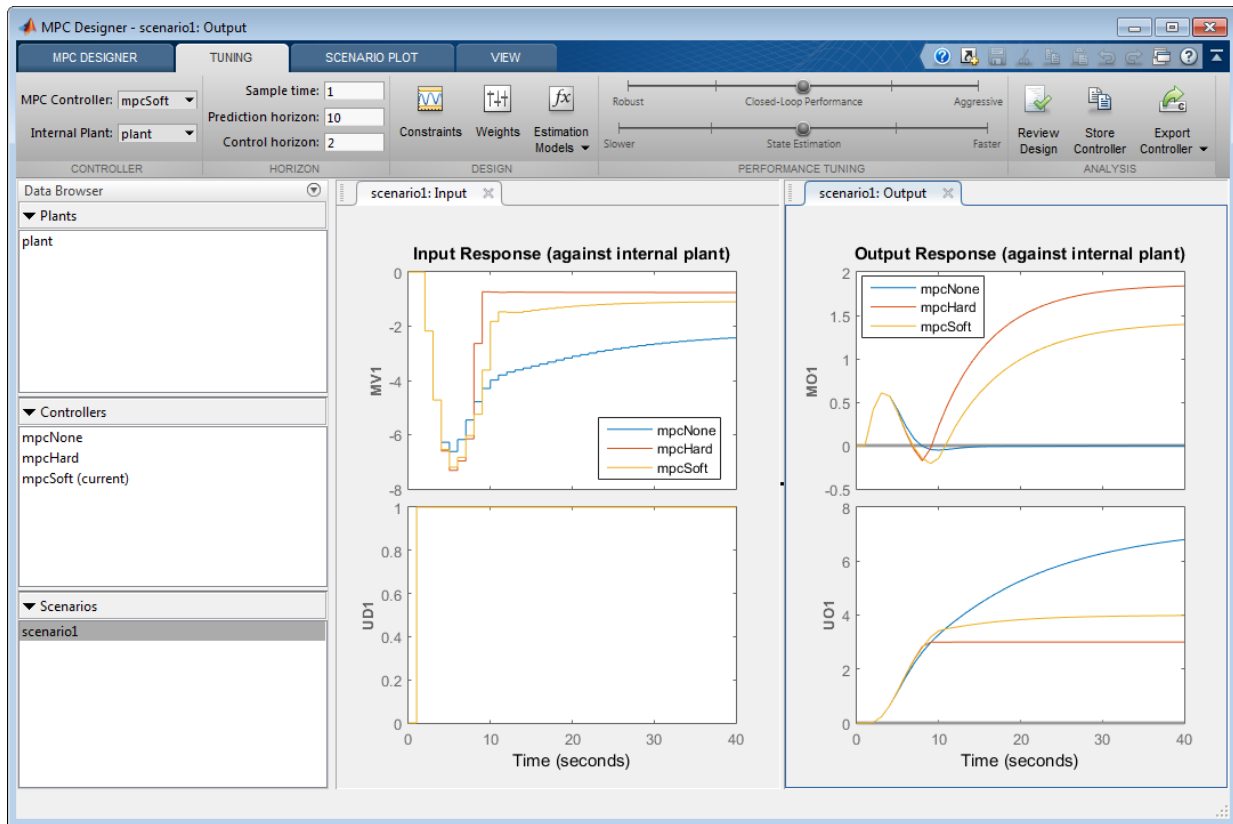 MPC Designer - scenario1: Output
MPC DESIGNER TUNING SCENARIO PLOT VIEW
MPC Controller: mpcSoft
Internal Plant: plant
CONTROLLER
Sample time: 1
Prediction horizon: 10
Control horizon: 2
HORIZON
Constraints
Weights
Estimation
Models
DESIGN
Robust Closed-Loop Performance Aggressive
Slower State Estimation Faster
PERFORMANCE TUNING
Review
Design
Store
Controller
Export
Controller
ANALYSIS
Data Browser
Plants
plant
Controllers
mpcNone
mpcHard
mpcSoft (current)
Scenarios
scenario1
scenario1: Input
Input Response (against internal plant)
MV1
0
-2
-4
-6
-8
mpcNone
mpcHard
mpcSoft
UD1
1
0.8
0.6
0.4
0.2
0
0 10 20 30 40
Time (seconds)
scenario1: Output
Output Response (against internal plant)
MO1
2
1.5
1
0.5
0
-0.5
mpcNone
mpcHard
mpcSoft
UO1
8
6
4
2
0
0 10 20 30 40
Time (seconds)